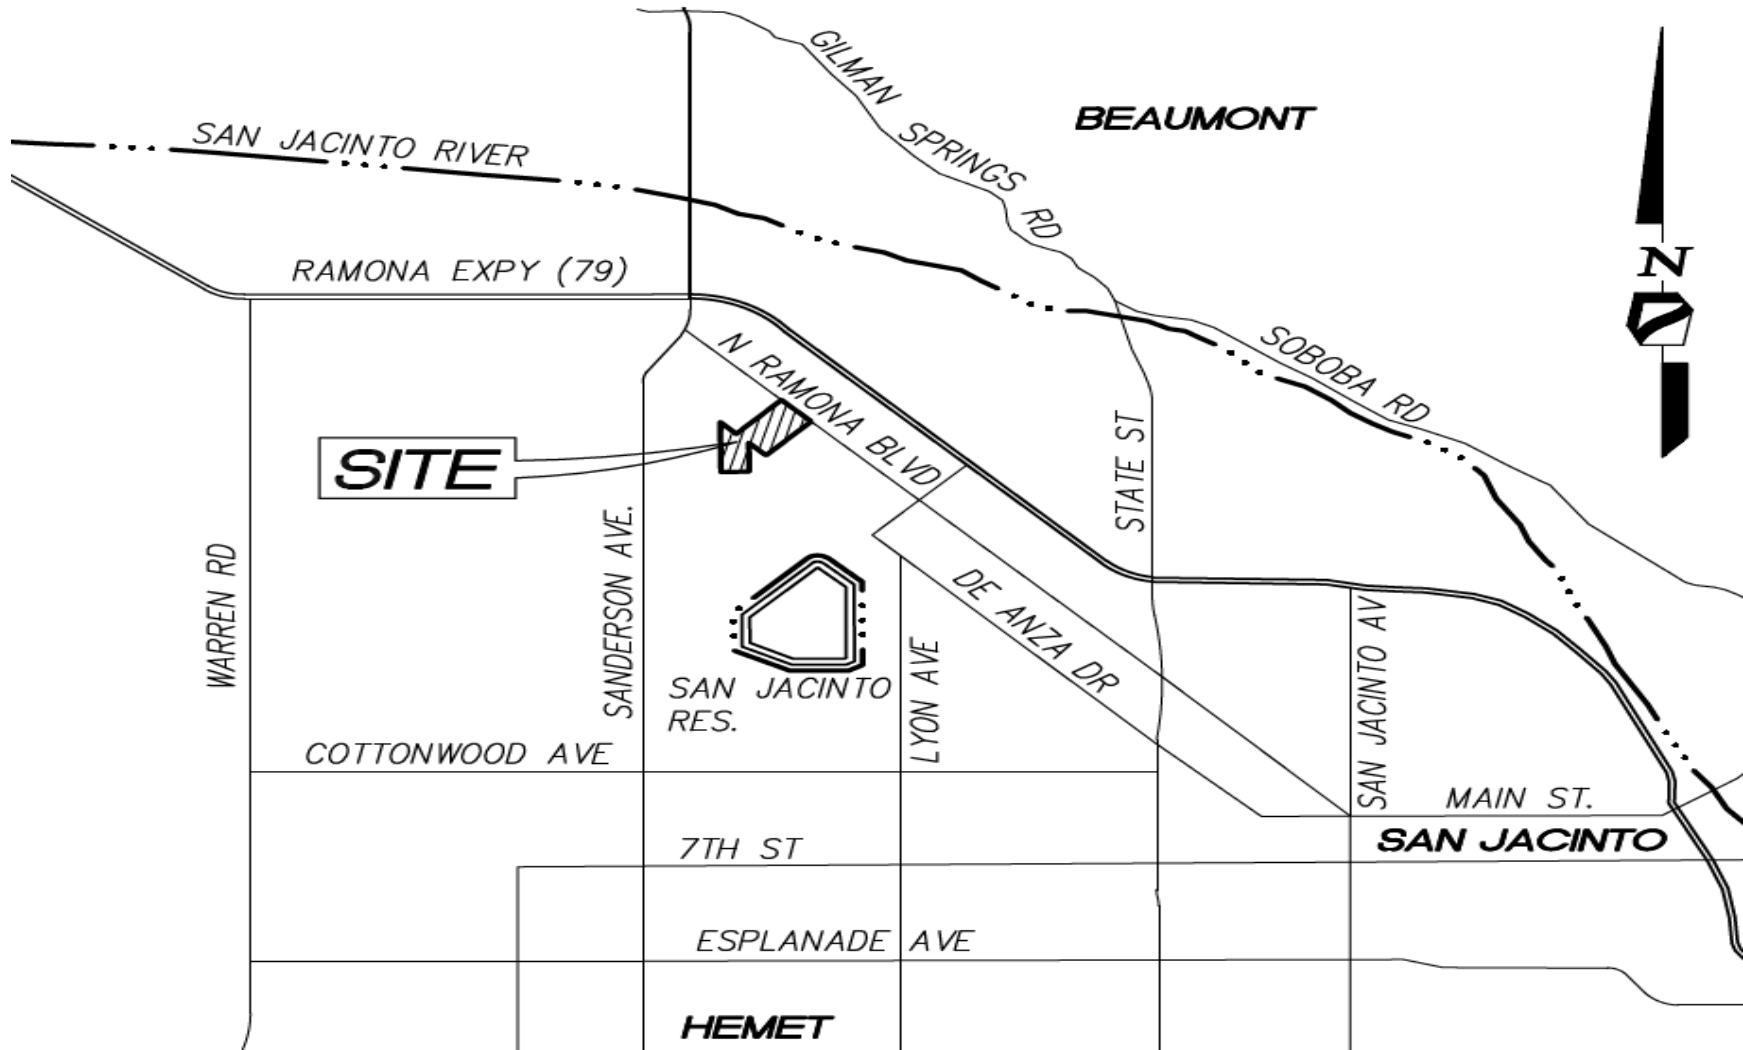 GILMAN SPRINGS RD
BEAUMONT
SAN JACINTO RIVER
N
RAMONA EXPY (79)
N RAMONA BLVD
SOBOBA RD
SITE
STATE ST
WARREN RD
SANDERSON AVE.
DE ANZA DR
SAN JACINTO
RES.
LYON AVE
SAN JACINTO AV
COTTONWOOD AVE
MAIN ST.
SAN JACINTO
7TH ST
ESPLANADE AVE
HEMET